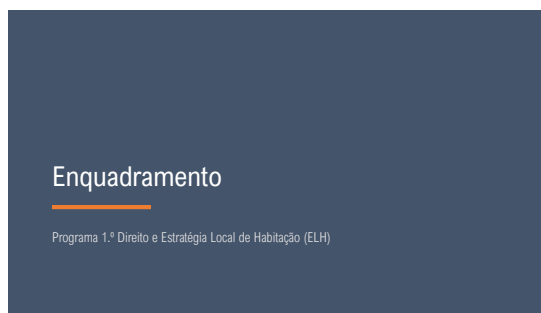 Enquadramento
Programa 1.º Direito e Estratégia Local de Habitação (ELH)